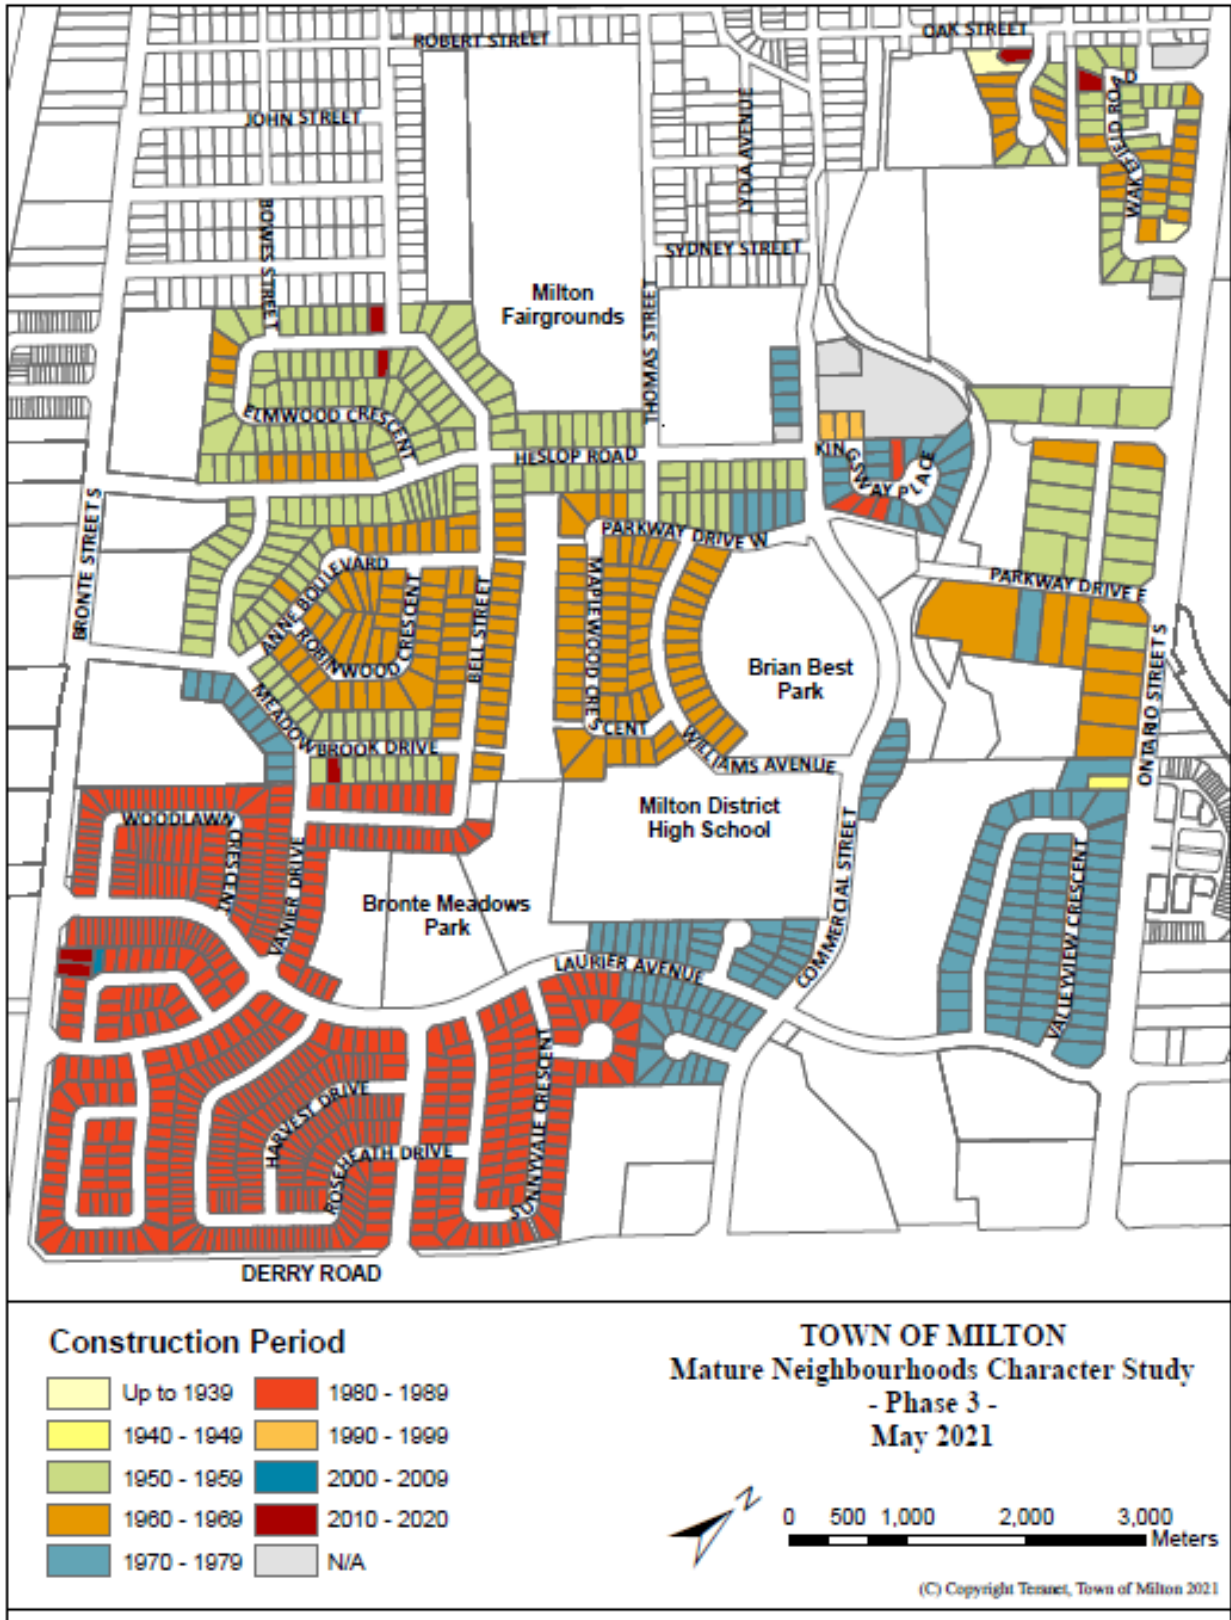 ROBERT STREET
OAK STREET
JOHN STREET
LYDIA AVENUE
WAKEFIELD ROAD
BOWES STREET
SYDNEY STREET
Milton
Fairgrounds
THOMAS STREET
ELMWOOD CRESCENT
HESLOP ROAD
KINGSWAY PLACE
BRONTE STREET S
PARKWAY DRIVE W
ANNE BOULEVARD
MAPLEWOOD CRESCENT
PARKWAY DRIVE E
ROBINWOOD CRESCENT
BELL STREET
Brian Best
Park
ONTARIO STREET S
MEADOWBROOK DRIVE
WILLIAMS AVENUE
Milton District
High School
WOODLAWN CRESCENT
VANIER DRIVE
COMMERCIAL STREET
VALLEYVIEW CRESCENT
Bronte Meadows
Park
LAURIER AVENUE
SUNNYVALE CRESCENT
HARVEST DRIVE
ROSEHEATH DRIVE
DERRY ROAD
Construction Period
Up to 1939
1940 - 1949
1950 - 1959
1960 - 1969
1970 - 1979
1980 - 1989
1990 - 1999
2000 - 2009
2010 - 2020
N/A
TOWN OF MILTON
Mature Neighbourhoods Character Study
- Phase 3 -
May 2021
N
0 500 1,000 2,000 3,000
Meters
(C) Copyright Teranet, Town of Milton 2021